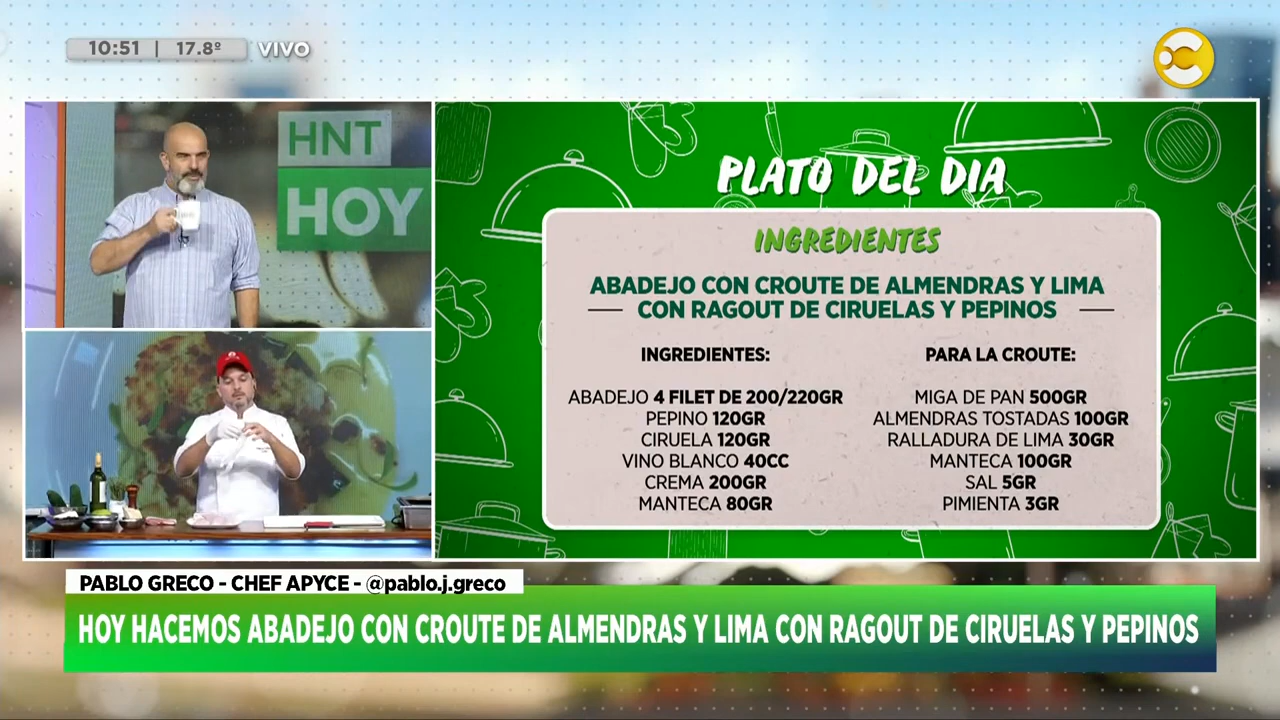 10:51 | 17.8º VIVO
HNT
HOY
PLATO DEL DIA
INGREDIENTES
ABADEJO CON CROUTE DE ALMENDRAS Y LIMA
CON RAGOUT DE CIRUELAS Y PEPINOS
INGREDIENTES:
ABADEJO 4 FILET DE 200/220GR
PEPINO 120GR
CIRUELA 120GR
VINO BLANCO 40CC
CREMA 200GR
MANTECA 80GR
PARA LA CROUTE:
MIGA DE PAN 500GR
ALMENDRAS TOSTADAS 100GR
RALLADURA DE LIMA 30GR
MANTECA 100GR
SAL 5GR
PIMIENTA 3GR
PABLO GRECO - CHEF APYCE - @pablo.j.greco
HOY HACEMOS ABADEJO CON CROUTE DE ALMENDRAS Y LIMA CON RAGOUT DE CIRUELAS Y PEPINOS